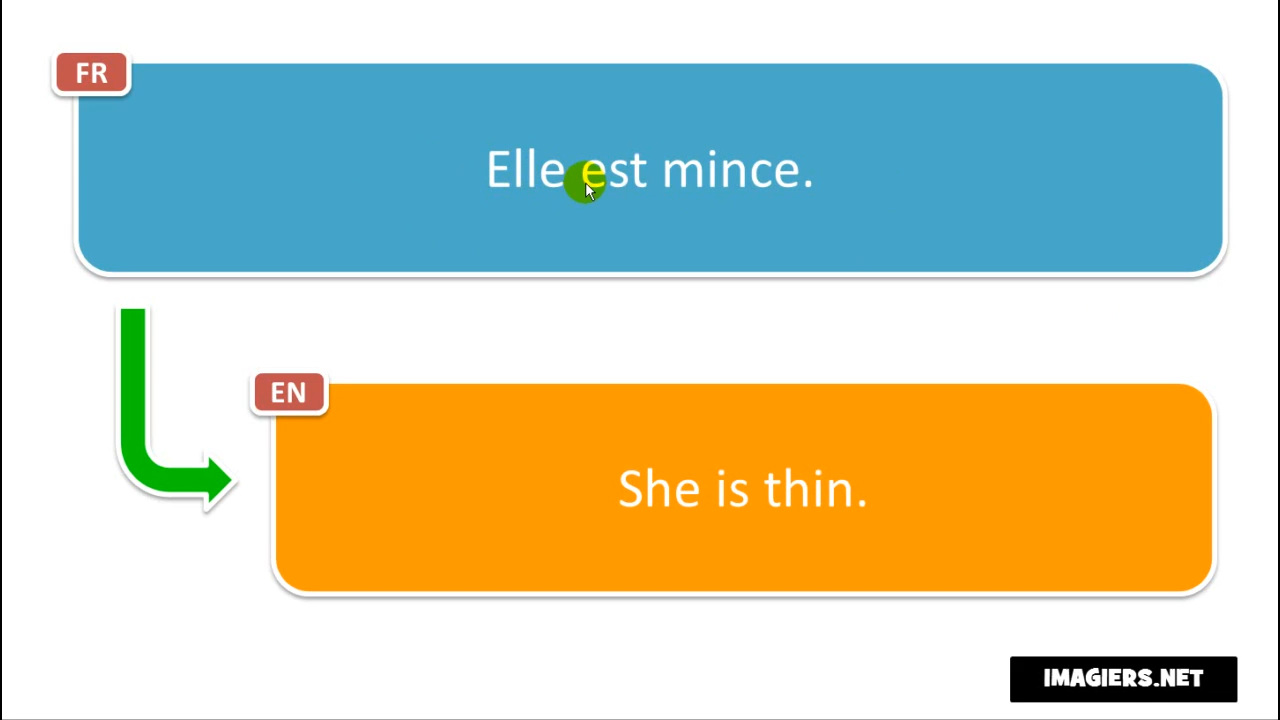 FR
Elle est mince.
EN
She is thin.
IMAGIERS.NET